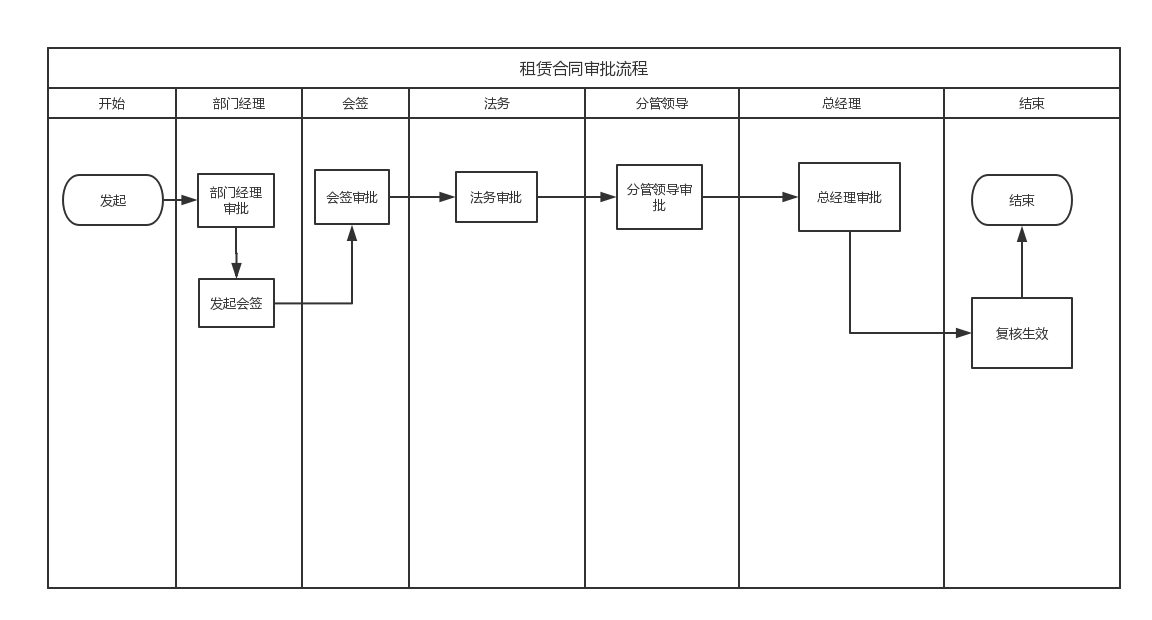 租赁合同审批流程
开始
部门经理
会签
法务
分管领导
总经理
结束
发起
部门经理
审批
发起会签
会签审批
法务审批
分管领导审
批
总经理审批
结束
复核生效